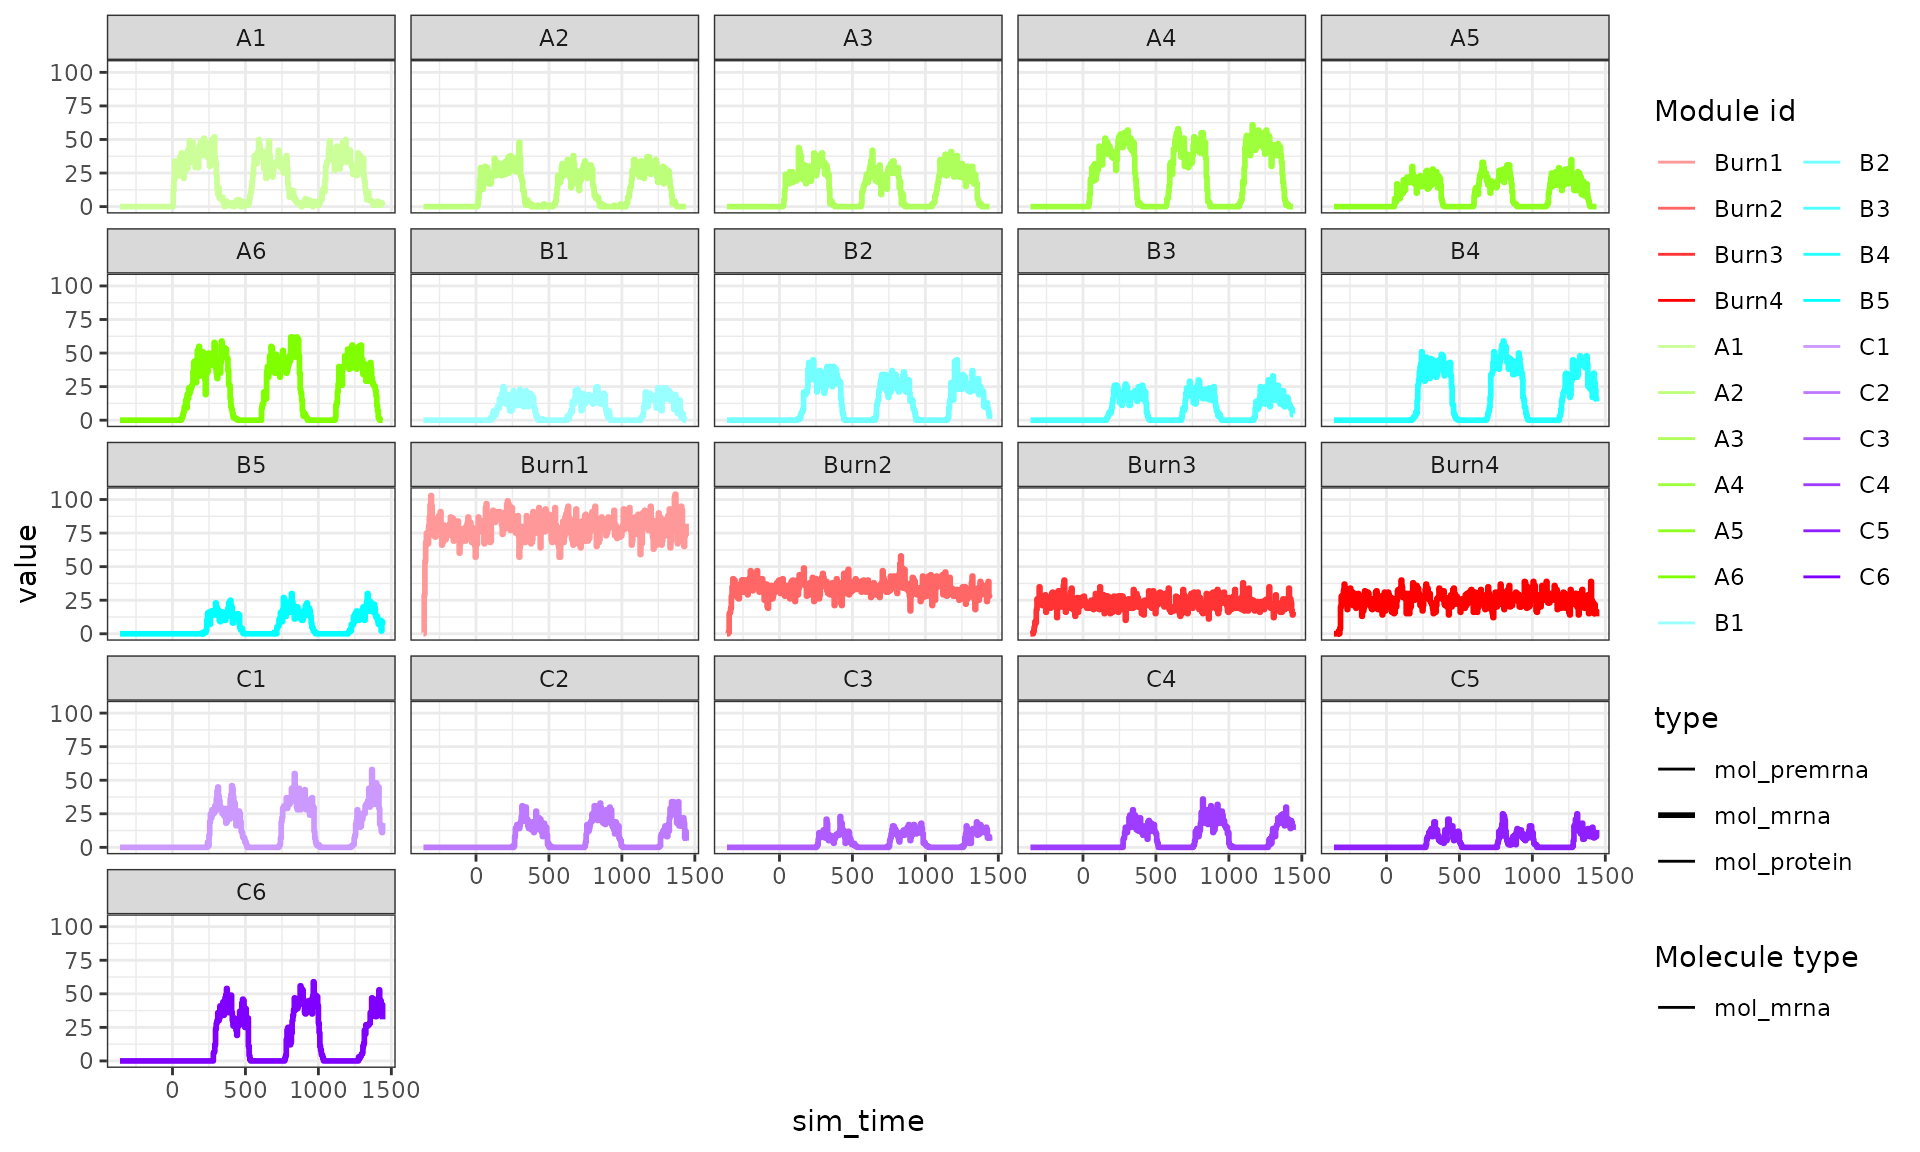 A1 A2 A3 A4 A5
100
75
50
25
0
A6 B1 B2 B3 B4
100
75
50
25
0
B5 Burn1 Burn2 Burn3 Burn4
100
75
50
25
0
C1 C2 C3 C4 C5
100
75
50
25
0
0 500 1000 1500 0 500 1000 1500 0 500 1000 1500 0 500 1000 1500
C6
100
75
50
25
0
0 500 1000 1500
value
sim_time
Module id
Burn1 B2
Burn2 B3
Burn3 B4
Burn4 B5
A1 C1
A2 C2
A3 C3
A4 C4
A5 C5
A6 C6
B1
type
mol_premrna
mol_mrna
mol_protein
Molecule type
mol_mrna